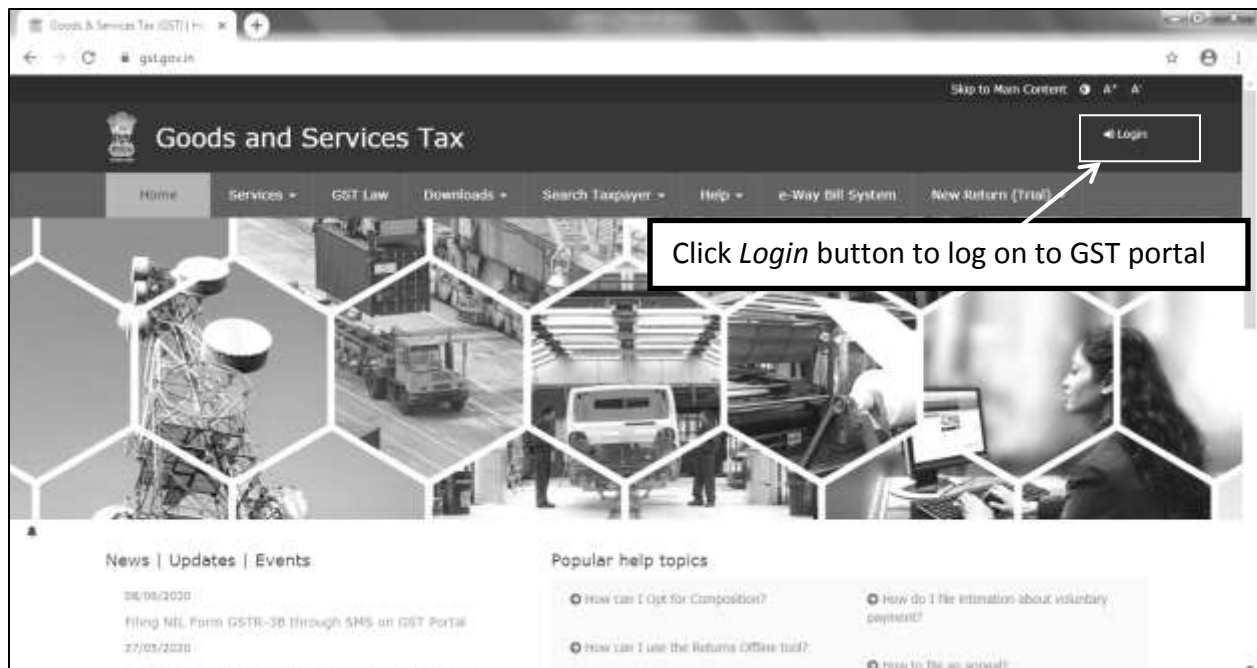 Goods & Services Tax (GST) | H
gst.gov.in
Skip to Main Content A+ A-
Goods and Services Tax
Login
Home Services GST Law Downloads Search Taxpayer Help e-Way Bill System New Return (Trial)
Click Login button to log on to GST portal
News | Updates | Events
Popular help topics
08/06/2020
Filing NIL Form GSTR-3B through SMS on GST Portal
27/05/2020
How can I Opt for Composition?
How can I use the Returns Offline tool?
How do I file intimation about voluntary
payment?
How to file an appeal?